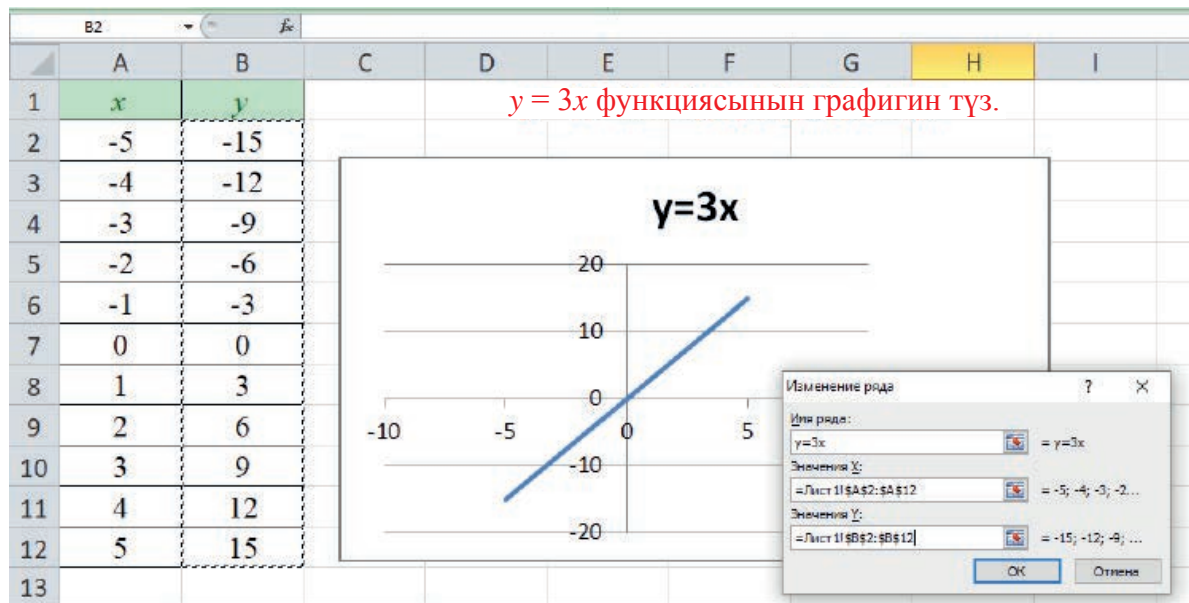 B2 fx
A B C D E F G H I
1 x y y = 3x функциясынын графигин түз.
2 -5 -15
3 -4 -12
4 -3 -9
5 -2 -6
6 -1 -3
7 0 0
8 1 3
9 2 6
10 3 9
11 4 12
12 5 15
13
y=3x
20
10
0
-10
-20
-10 -5 0 5
Изменение ряда ? ×
Имя ряда:
y=3x = y=3x
Значения X:
=Лист1!$A$2:$A$12 = -5; -4; -3; -2...
Значения Y:
=Лист1!$B$2:$B$12 = -15; -12; -9; ...
OK Отмена